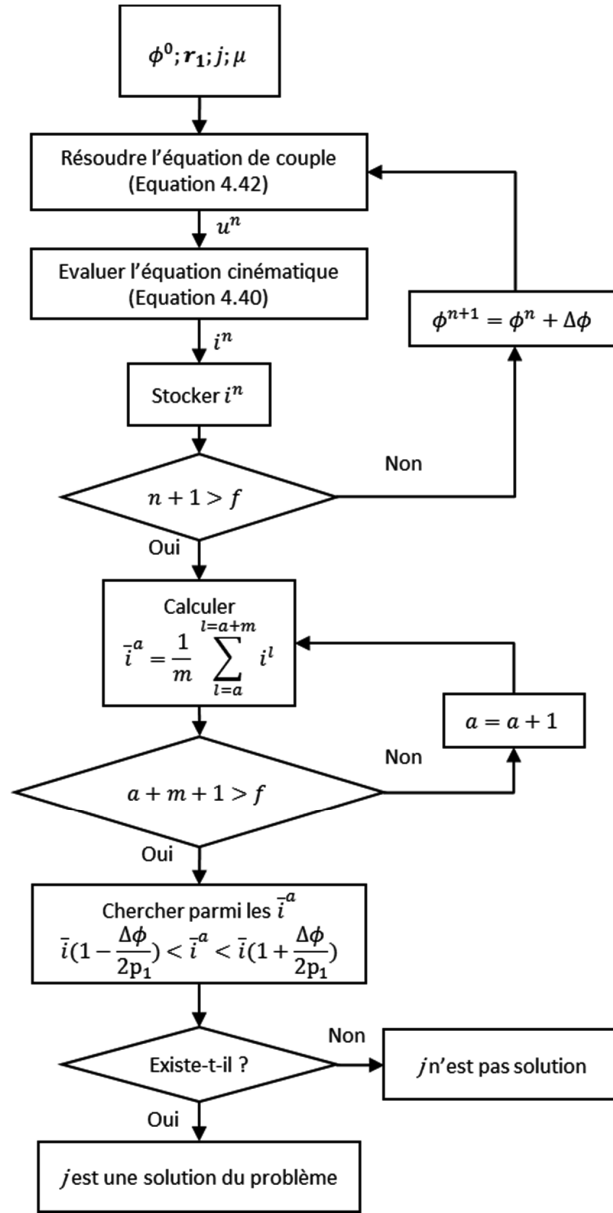 ϕ⁰; r₁; j; μ
Résoudre l'équation de couple
(Equation 4.42)
uⁿ
Evaluer l'équation cinématique
(Equation 4.40)
ϕⁿ⁺¹ = ϕⁿ + Δϕ
iⁿ
Stocker iⁿ
Non
n + 1 > f
Oui
Calculer
i̅ᵃ = 1/m ∑_{l=a}^{l=a+m} iˡ
a = a + 1
Non
a + m + 1 > f
Oui
Chercher parmi les i̅ᵃ
i̅(1 − Δϕ/2p₁) < i̅ᵃ < i̅(1 + Δϕ/2p₁)
Non
Existe-t-il ?
j n'est pas solution
Oui
j est une solution du problème